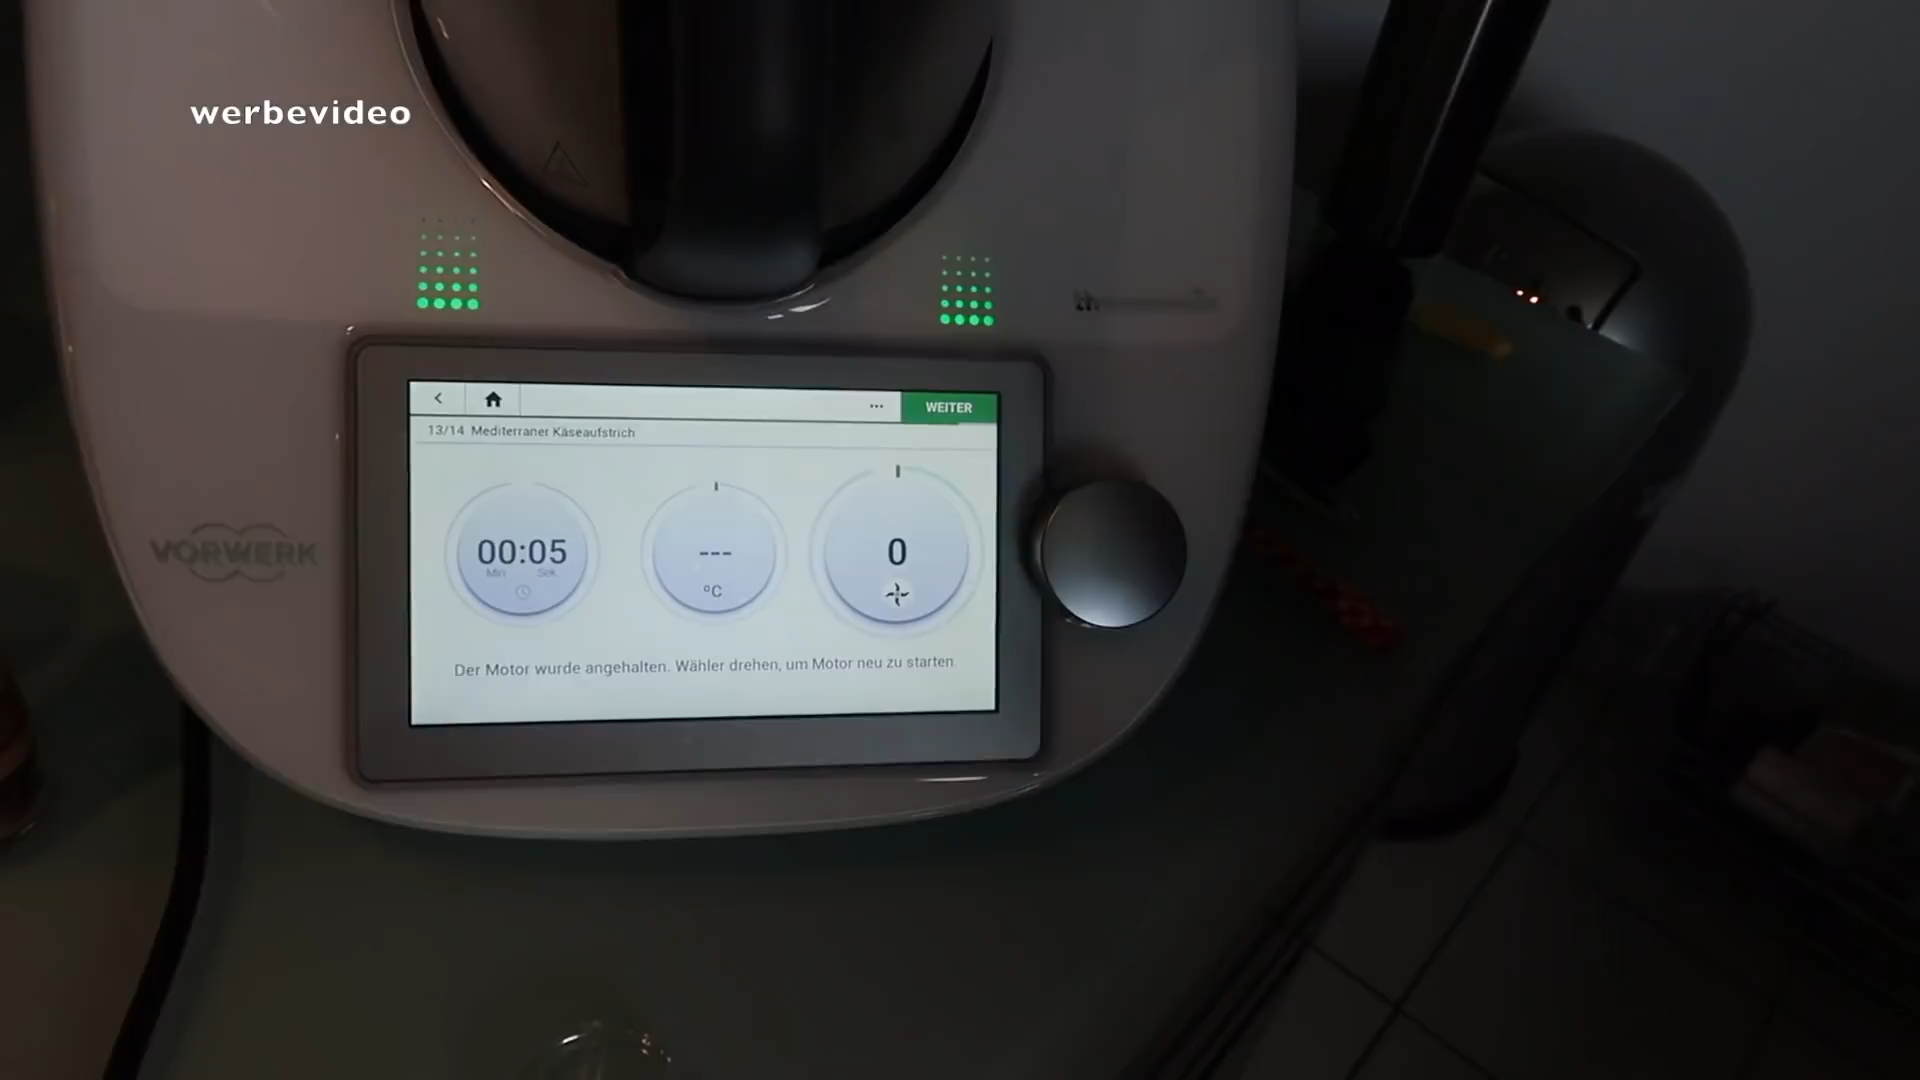 werbevideo
WEITER
13/14 Mediterraner Käseaufstrich
00:05
Min Sek
---
°C
0
Der Motor wurde angehalten. Wähler drehen, um Motor neu zu starten.
VORWERK